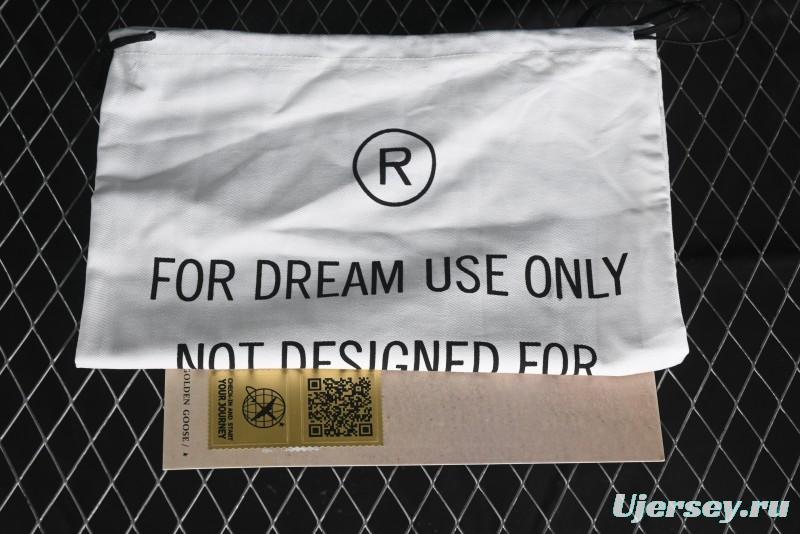 R
FOR DREAM USE ONLY
NOT DESIGNED FOR
GOLDEN GOOSE / ★
CHECK-IN AND START
YOUR JOURNEY
Ujersey.ru